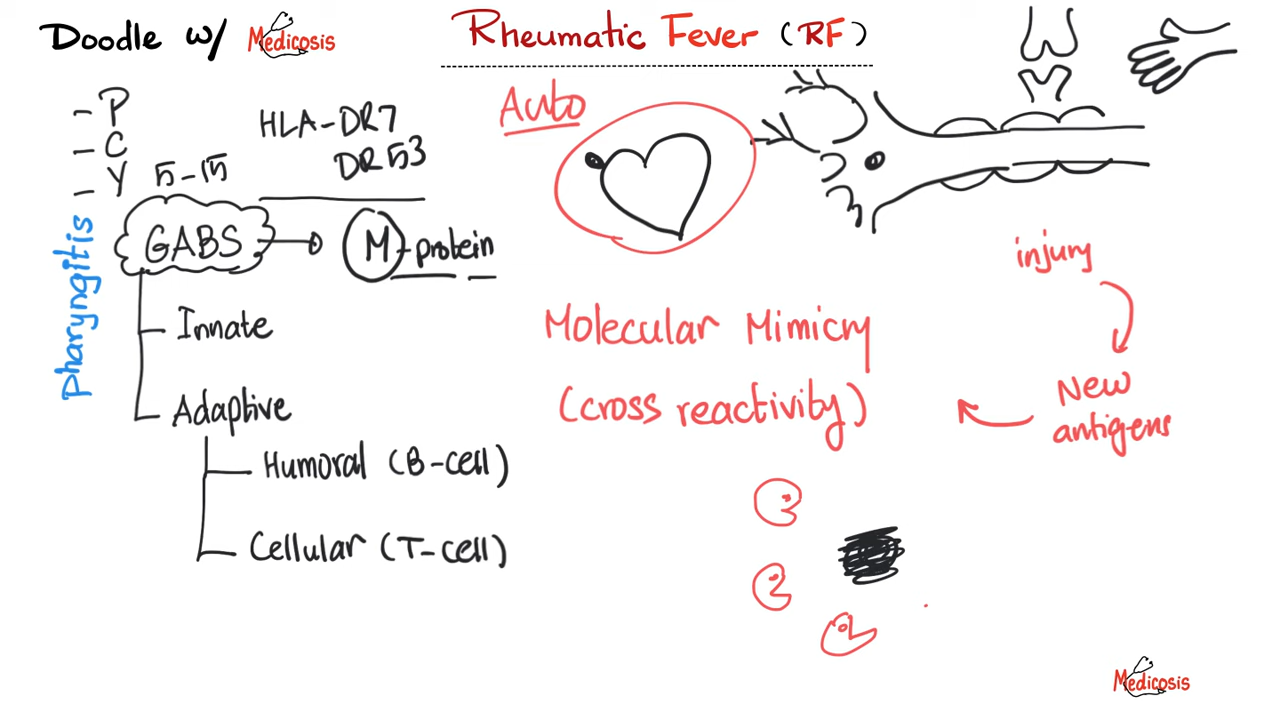 Doodle w/ Medicosis
Rheumatic Fever (RF)
- P
- C
- Y
5-15
HLA-DR7
DR53
Pharyngitis
GABS
M-protein
Innate
Adaptive
Humoral (B-cell)
Cellular (T-cell)
Auto
Molecular Mimicry
(cross reactivity)
injury
New
antigens
Medicosis